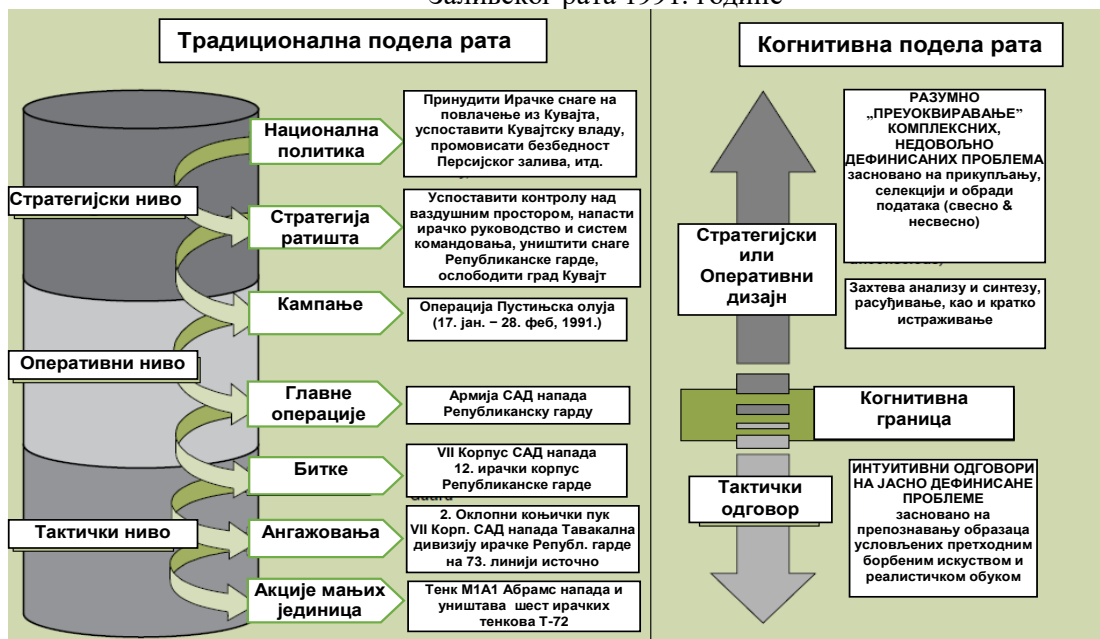 Заливског рата 1991. године
Традиционална подела рата
Когнитивна подела рата
Стратегијски ниво
Оперативни ниво
Тактички ниво
Национална
политика
Принудити Ирачке снаге на
повлачење из Кувајта,
успоставити Кувајтску владу,
промовисати безбедност
Персијског залива, итд.
Стратегија
ратишта
Успоставити контролу над
ваздушним простором, напасти
ирачко руководство и систем
командовања, уништити снаге
Републиканске гарде,
ослободити град Кувајт
Кампање
Операција Пустињска олуја
(17. јан. – 28. феб, 1991.)
Главне
операције
Армија САД напада
Републиканску гарду
Битке
VII Корпус САД напада
12. ирачки корпус
Републиканске гарде
Ангажовања
2. Оклопни коњички пук
VII Корп. САД напада Тавакална
дивизију ирачке Републ. гарде
на 73. линији источно
Акције мањих
јединица
Тенк М1А1 Абрамс напада и
уништава шест ирачких
тенкова Т-72
Стратегијски
или
Оперативни
дизајн
РАЗУМНО
„ПРЕУОКВИРАВАЊЕ”
КОМПЛЕКСНИХ,
НЕДОВОЉНО
ДЕФИНИСАНИХ ПРОБЛЕМА
засновано на прикупљању,
селекцији и обради
података (свесно &
несвесно)
Захтева анализу и синтезу,
расуђивање, као и кратко
истраживање
Когнитивна
граница
Тактички
одговор
ИНТУИТИВНИ ОДГОВОРИ
НА ЈАСНО ДЕФИНИСАНЕ
ПРОБЛЕМЕ
засновано на
препознавању образаца
условљених претходним
борбеним искуством и
реалистичком обуком